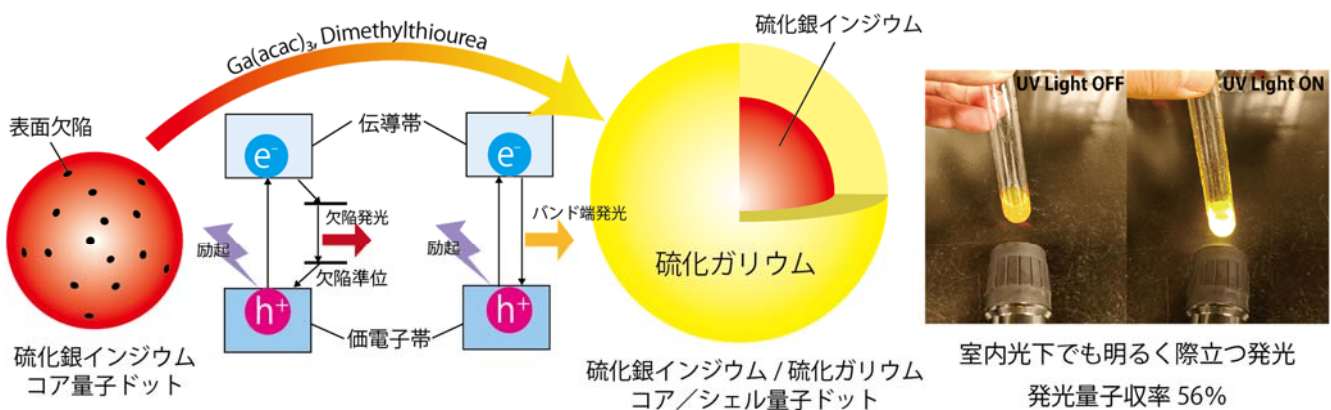 Ga(acac)₃, Dimethylthiourea
表面欠陥
硫化銀インジウム
コア量子ドット
伝導帯
e⁻
e⁻
欠陥発光
励起
欠陥準位
h⁺
価電子帯
バンド端発光
励起
h⁺
硫化銀インジウム
硫化ガリウム
硫化銀インジウム / 硫化ガリウム
コア／シェル量子ドット
UV Light OFF
UV Light ON
室内光下でも明るく際立つ発光
発光量子収率 56%